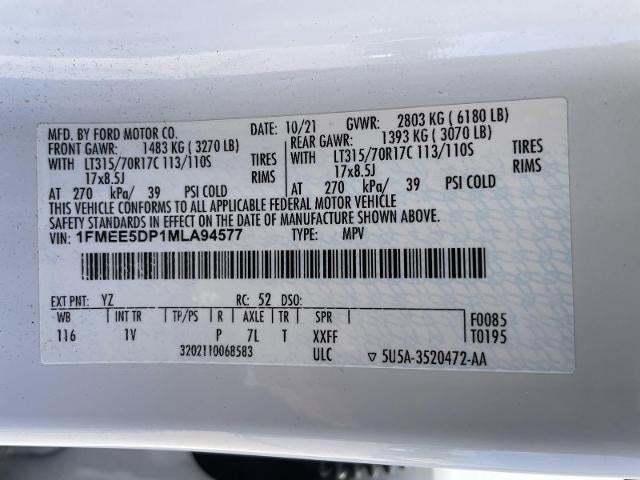 MFD. BY FORD MOTOR CO. DATE: 10/21 GVWR: 2803 KG ( 6180 LB)
FRONT GAWR: 1483 KG ( 3270 LB) REAR GAWR: 1393 KG ( 3070 LB)
WITH LT315/70R17C 113/110S TIRES WITH LT315/70R17C 113/110S TIRES
17x8.5J RIMS 17x8.5J RIMS
AT 270 kPa/ 39 PSI COLD AT 270 kPa/ 39 PSI COLD
THIS VEHICLE CONFORMS TO ALL APPLICABLE FEDERAL MOTOR VEHICLE
SAFETY STANDARDS IN EFFECT ON THE DATE OF MANUFACTURE SHOWN ABOVE.
VIN: 1FMEE5DP1MLA94577 TYPE: MPV
EXT PNT: YZ RC: 52 DSO:
WB INT TR TP/PS R AXLE TR SPR F0085
116 1V P 7L T XXFF T0195
3202110068583 ULC ▽ 5U5A-3520472-AA